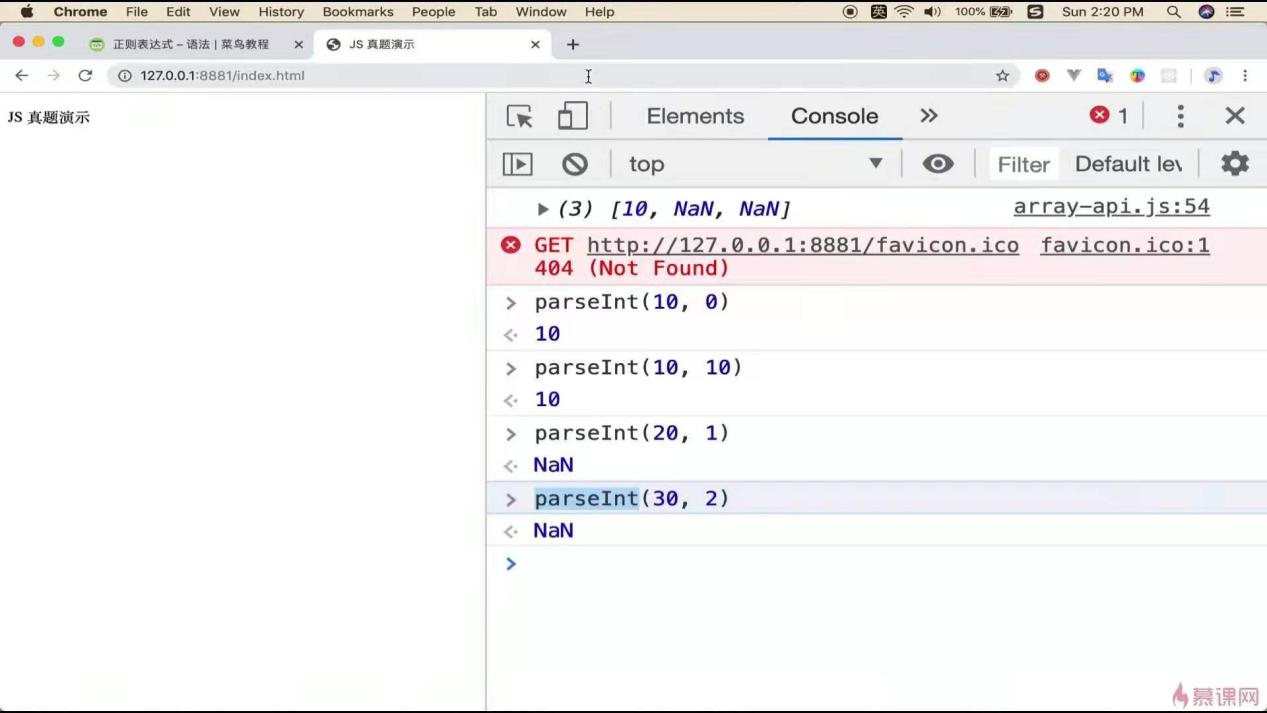 Chrome File Edit View History Bookmarks People Tab Window Help 英 100% Sun 2:20 PM
正则表达式 – 语法 | 菜鸟教程 JS 真题演示
127.0.0.1:8881/index.html
JS 真题演示
Elements Console 1
top Filter Default lev
(3) [10, NaN, NaN] array-api.js:54
GET http://127.0.0.1:8881/favicon.ico favicon.ico:1
404 (Not Found)
parseInt(10, 0)
10
parseInt(10, 10)
10
parseInt(20, 1)
NaN
parseInt(30, 2)
NaN
慕课网